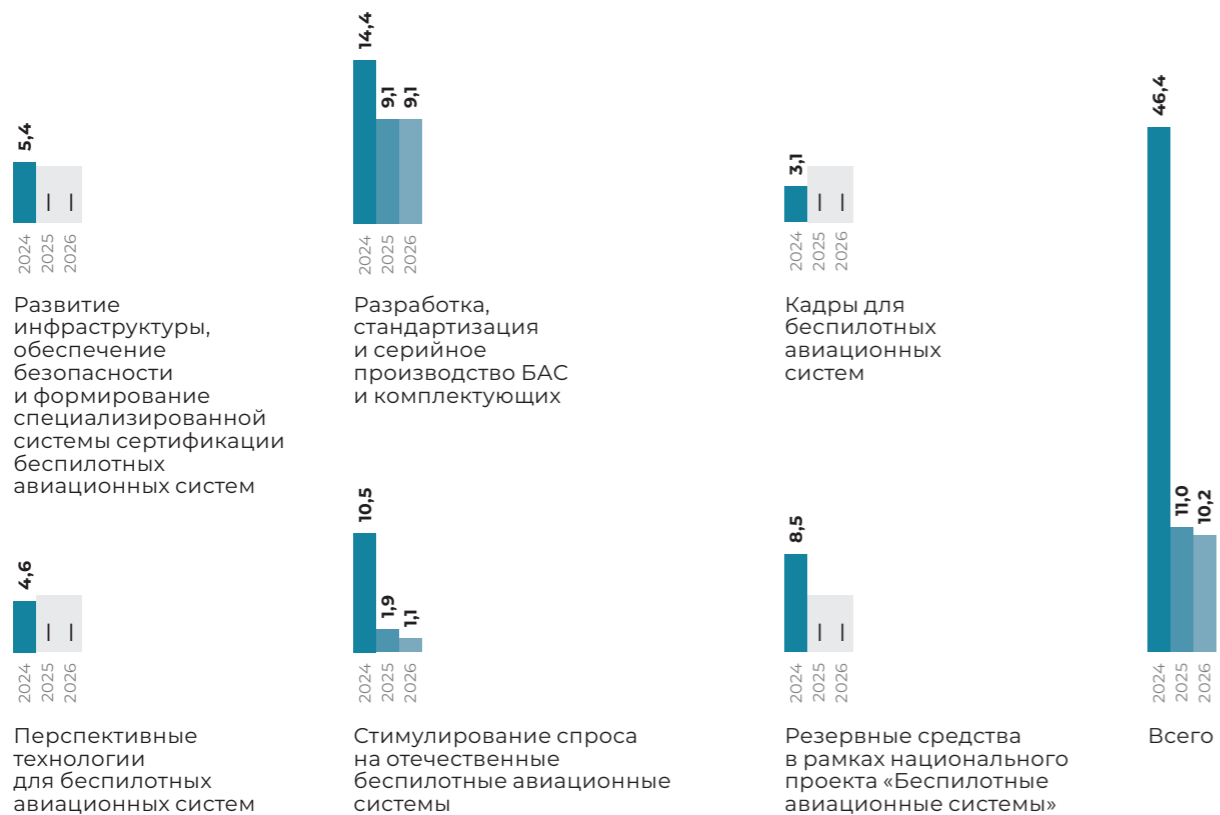 5,4
— —
2024 2025 2026
Развитие
инфраструктуры,
обеспечение
безопасности
и формирование
специализированной
системы сертификации
беспилотных
авиационных систем
14,4 9,1 9,1
2024 2025 2026
Разработка,
стандартизация
и серийное
производство БАС
и комплектующих
3,1
— —
2024 2025 2026
Кадры для
беспилотных
авиационных
систем
4,6
— —
2024 2025 2026
Перспективные
технологии
для беспилотных
авиационных систем
10,5 1,9 1,1
2024 2025 2026
Стимулирование спроса
на отечественные
беспилотные авиационные
системы
8,5
— —
2024 2025 2026
Резервные средства
в рамках национального
проекта «Беспилотные
авиационные системы»
46,4 11,0 10,2
2024 2025 2026
Всего